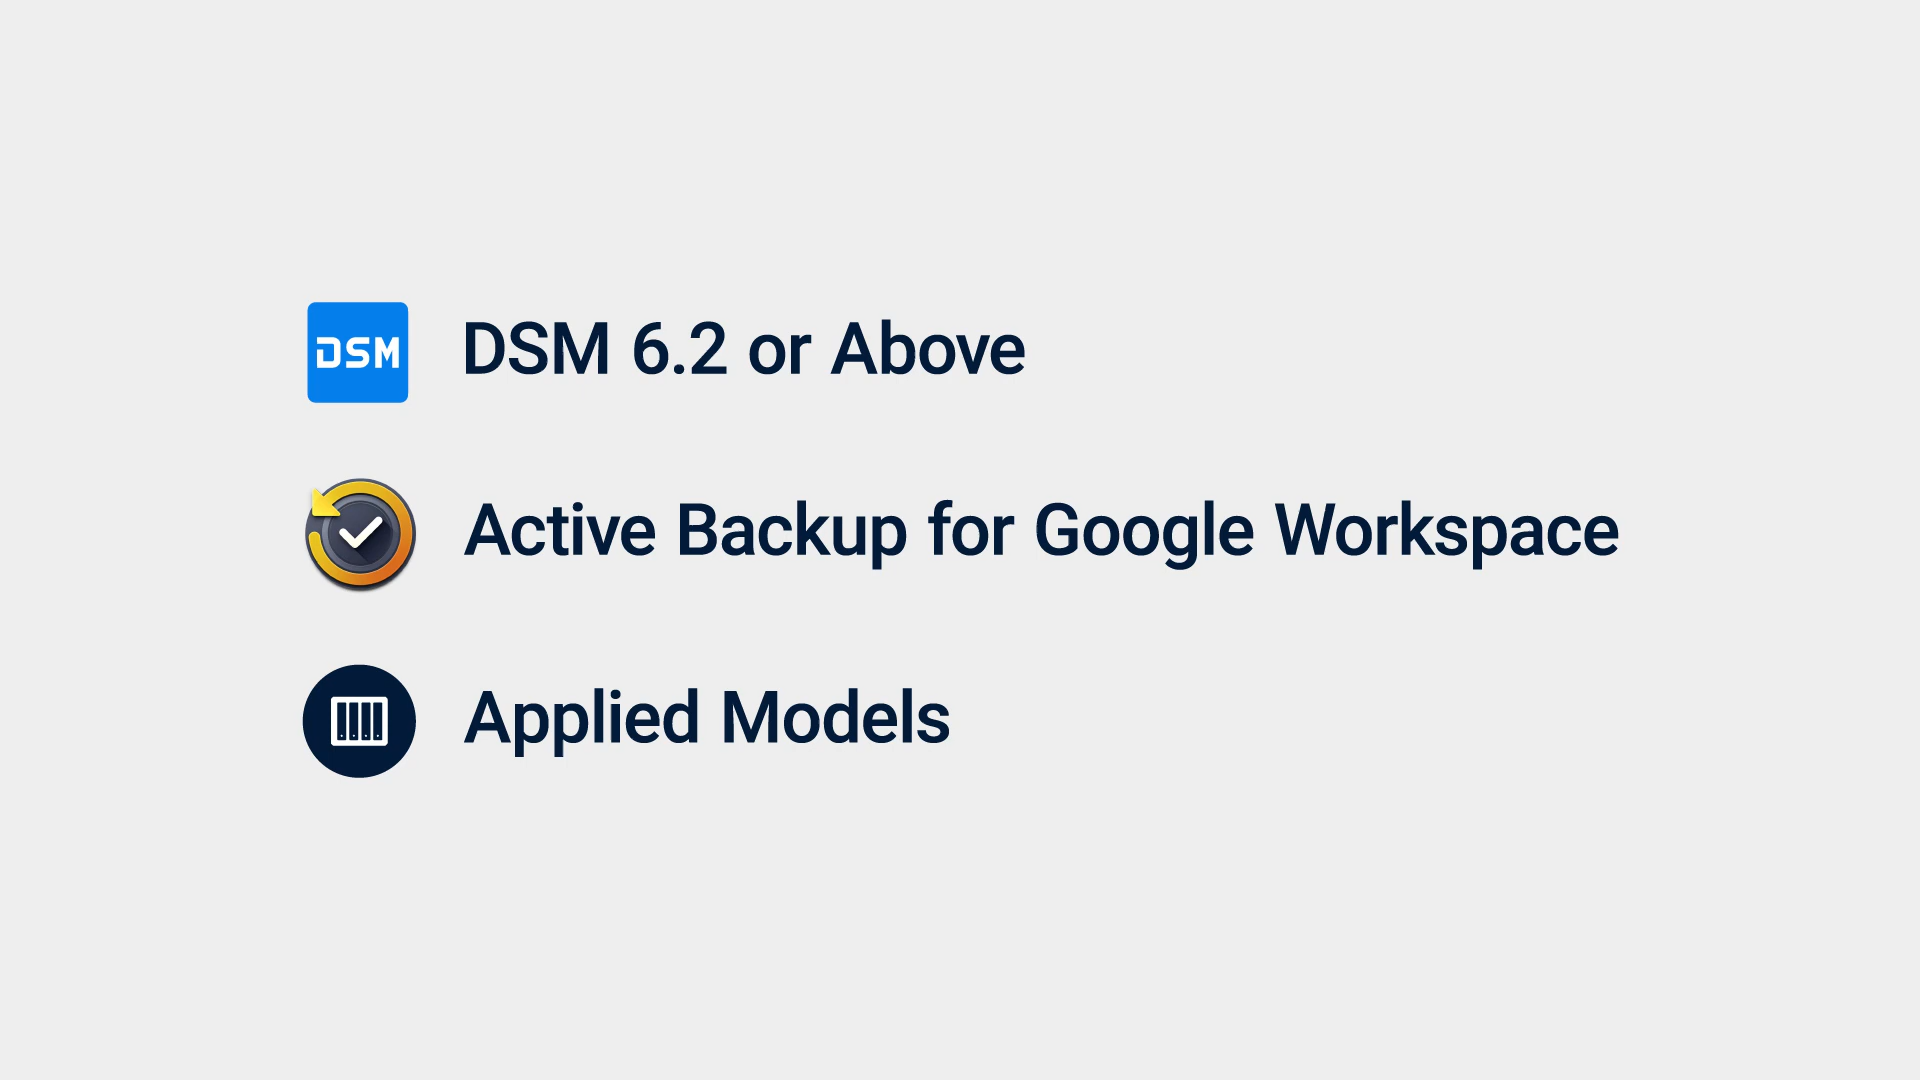 DSM
DSM 6.2 or Above
Active Backup for Google Workspace
Applied Models